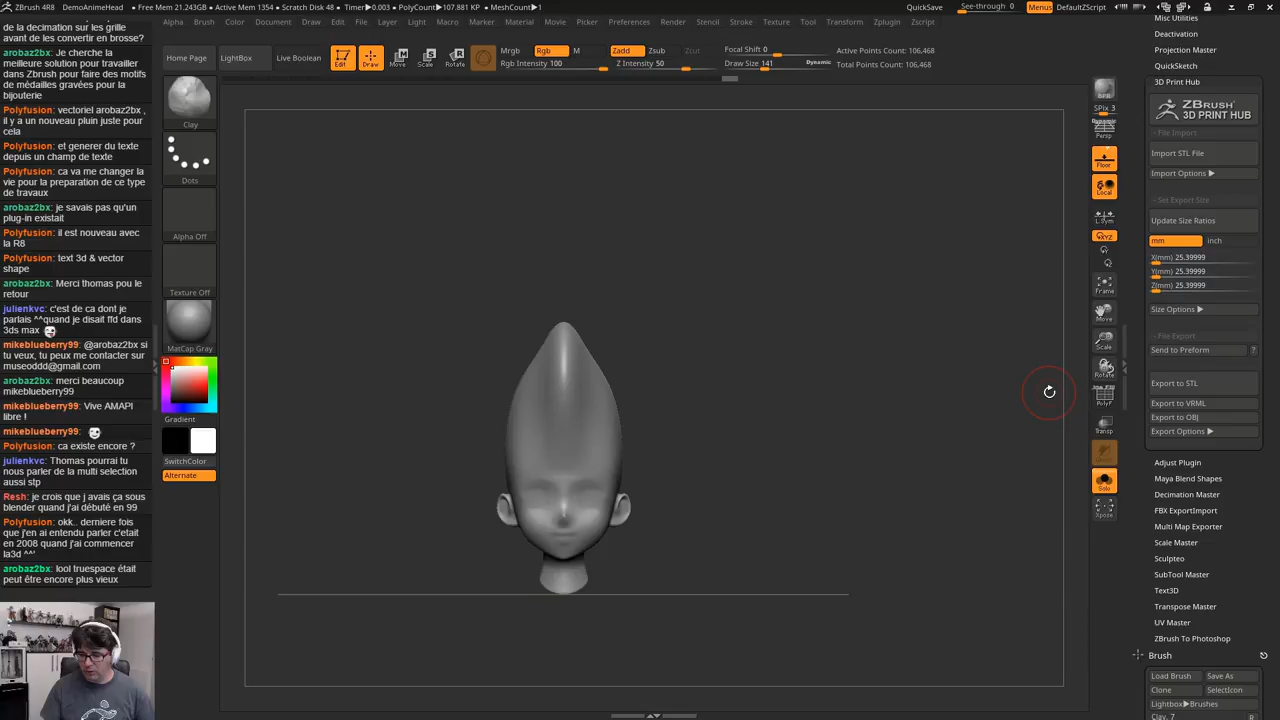 ZBrush 4R8 DemoAnimeHead • Free Mem 21.243GB • Active Mem 1354 • Scratch Disk 48 • Timer▶0.003 • PolyCount▶107.881 KP • MeshCount▶1 QuickSave See-through 0 Menus DefaultZScript
Alpha Brush Color Document Draw Edit File Layer Light Macro Marker Material Movie Picker Preferences Render Stencil Stroke Texture Tool Transform Zplugin Zscript
Home Page LightBox Live Boolean Edit Draw Move Scale Rotate Mrgb Rgb M Zadd Zsub Zcut Focal Shift 0 Active Points Count: 106,468
Rgb Intensity 100 Z Intensity 50 Draw Size 141 Dynamic Total Points Count: 106,468
de la decimation sur les grille
avant de les convertir en brosse?
arobaz2bx: Je cherche la
meilleure solution pour travailler
dans Zbrush pour faire des motifs
de médailles gravées pour la
bijouterie
Polyfusion: vectoriel arobaz2bx ,
il y a un nouveau pluin juste pour
cela
Polyfusion: et generer du texte
depuis un champ de texte
Polyfusion: ca va me changer la
vie pour la preparation de ce type
de travaux
arobaz2bx: je savais pas qu'un
plug-in existait
Polyfusion: il est nouveau avec
la R8
Polyfusion: text 3d & vector
shape
arobaz2bx: Merci thomas pou le
retour
julienkvc: c'est de ca dont je
parlais ^^quand je disait ffd dans
3ds max
mikeblueberry99: @arobaz2bx si
tu veux, tu peux me contacter sur
museoddd@gmail.com
arobaz2bx: merci beaucoup
mikeblueberry99
mikeblueberry99: Vive AMAPI
libre !
mikeblueberry99:
Polyfusion: ca existe encore ?
julienkvc: Thomas pourrai tu
nous parler de la multi selection
aussi stp
Resh: je crois que j avais ça sous
blender quand j'ai débuté en 99
Polyfusion: okk.. derniere fois
que j'en ai entendu parler c'etait
en 2008 quand j'ai commencer
la3d ^^'
arobaz2bx: lool truespace était
peut être encore plus vieux
Clay
Dots
Alpha Off
Texture Off
MatCap Gray
Gradient
SwitchColor
Alternate
BPR
SPix 3
Dynamic
Persp
Floor
Local
L.Sym
XYZ
Frame
Move
Scale
Rotate
Line Fill
PolyF
Transp
Solo
Xpose
Misc Utilities
Deactivation
Projection Master
QuickSketch
3D Print Hub
ZBRUSH
3D PRINT HUB
- File Import
Import STL File
Import Options ▶
- Set Export Size
Update Size Ratios
mm inch
X(mm) 25.39999
Y(mm) 25.39999
Z(mm) 25.39999
Size Options ▶
- File Export
Send to Preform ?
Export to STL
Export to VRML
Export to OBJ
Export Options ▶
Adjust Plugin
Maya Blend Shapes
Decimation Master
FBX ExportImport
Multi Map Exporter
Scale Master
Sculpteo
SubTool Master
Text3D
Transpose Master
UV Master
ZBrush To Photoshop
Brush
Load Brush Save As
Clone SelectIcon
Lightbox▶Brushes
Clay. 7 R